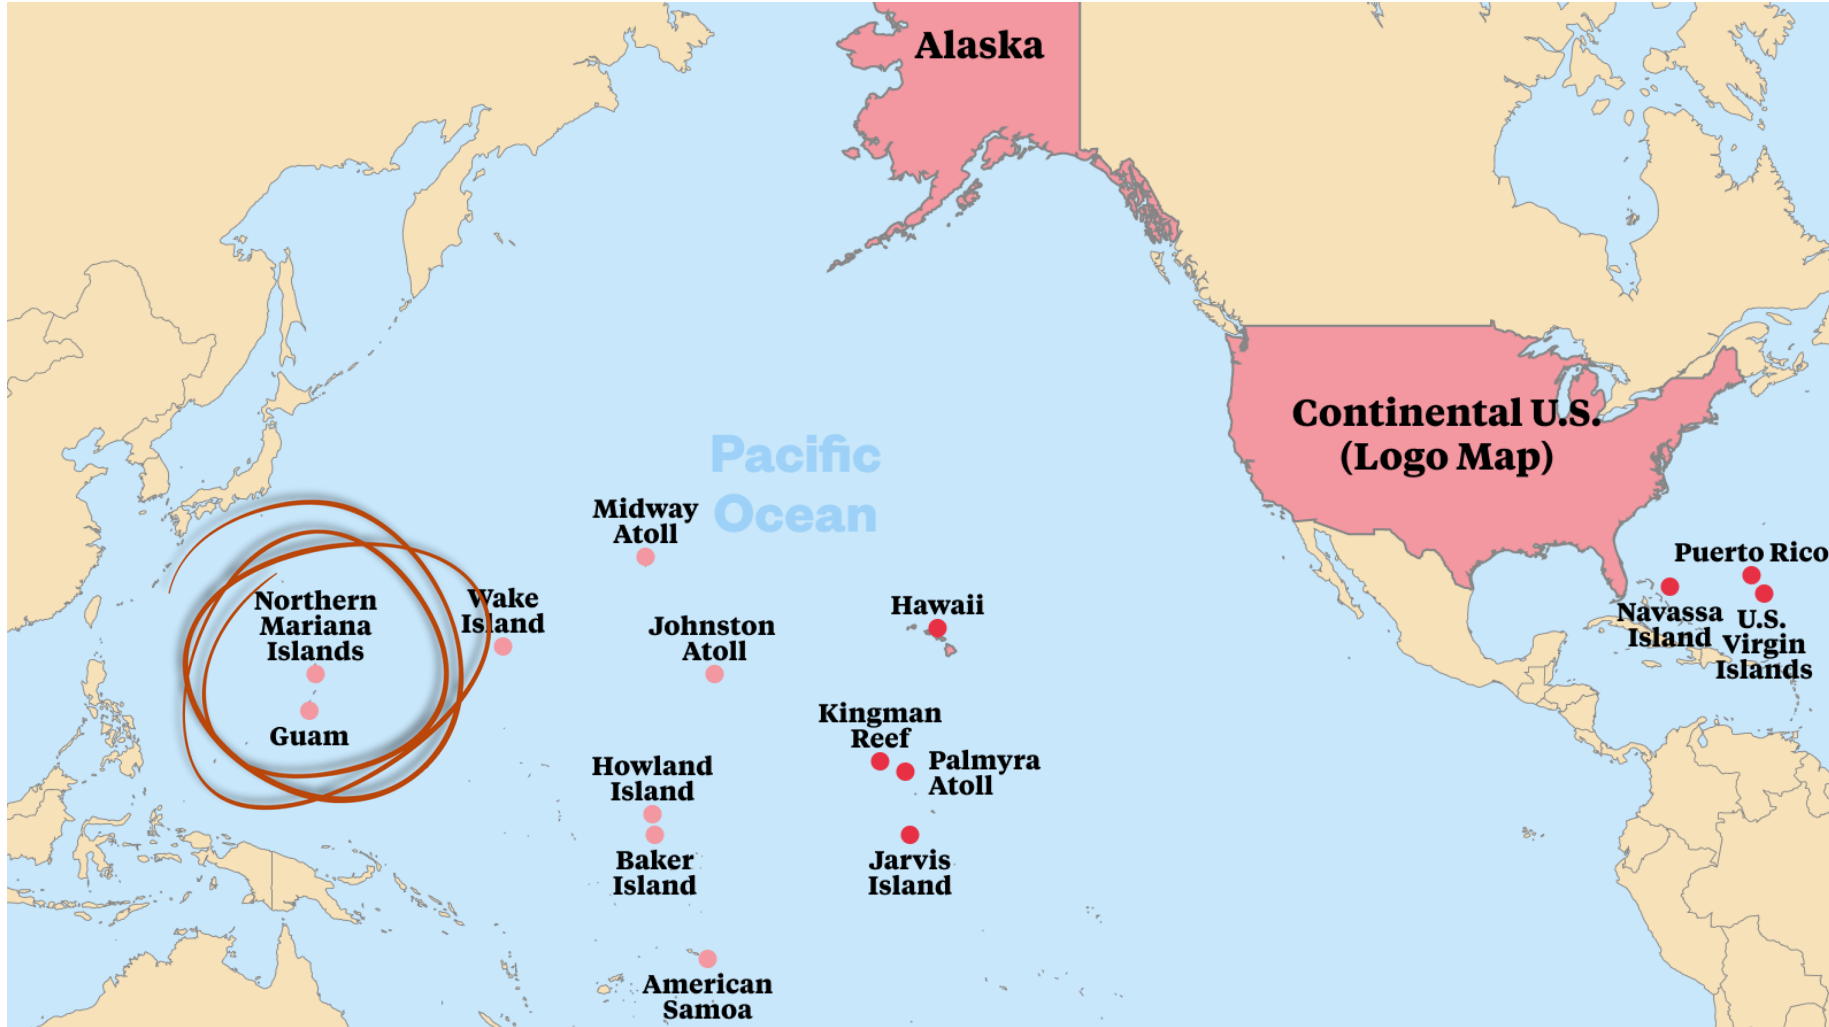 Alaska
Continental U.S.
(Logo Map)
Pacific
Ocean
Midway
Atoll
Puerto Rico
Northern
Mariana
Islands
Wake
Island
Hawaii
Navassa
Island
U.S.
Virgin
Islands
Johnston
Atoll
Guam
Kingman
Reef
Palmyra
Atoll
Howland
Island
Baker
Island
Jarvis
Island
American
Samoa